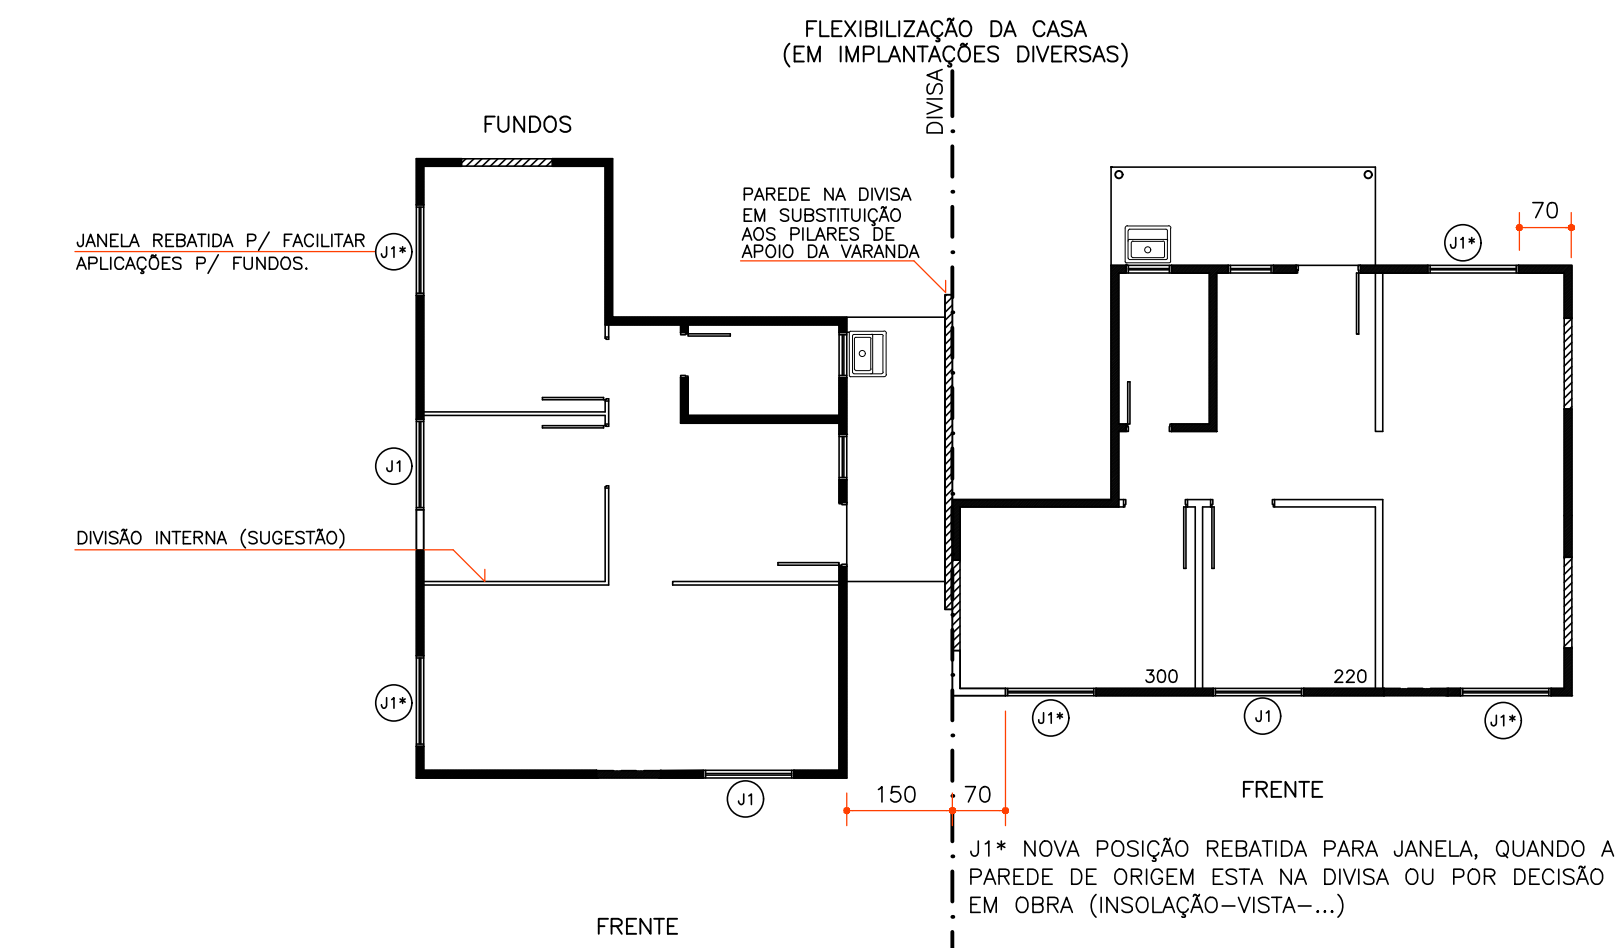 FLEXIBILIZAÇÃO DA CASA
(EM IMPLANTAÇÕES DIVERSAS)
DIVISA
FUNDOS
PAREDE NA DIVISA
EM SUBSTITUIÇÃO
AOS PILARES DE
APOIO DA VARANDA
70
JANELA REBATIDA P/ FACILITAR
APLICAÇÕES P/ FUNDOS.
J1*
J1*
J1
DIVISÃO INTERNA (SUGESTÃO)
300
220
J1*
J1*
J1
J1*
J1
150
70
FRENTE
J1* NOVA POSIÇÃO REBATIDA PARA JANELA, QUANDO A
PAREDE DE ORIGEM ESTA NA DIVISA OU POR DECISÃO
EM OBRA (INSOLAÇÃO-VISTA-...)
FRENTE